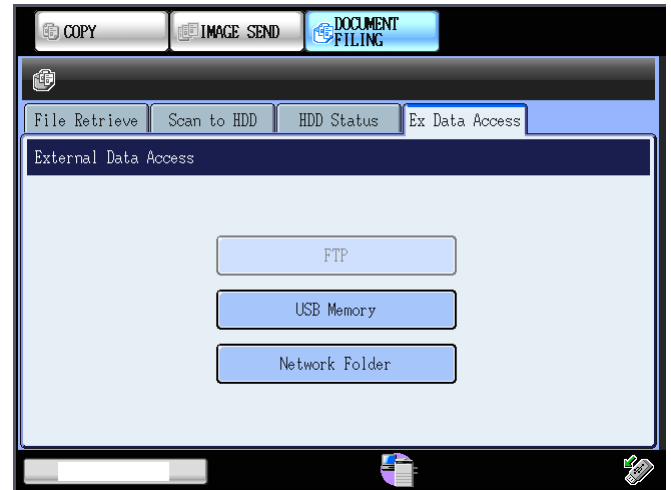 COPY
IMAGE SEND
DOCUMENT
FILING
File Retrieve
Scan to HDD
HDD Status
Ex Data Access
External Data Access
FTP
USB Memory
Network Folder